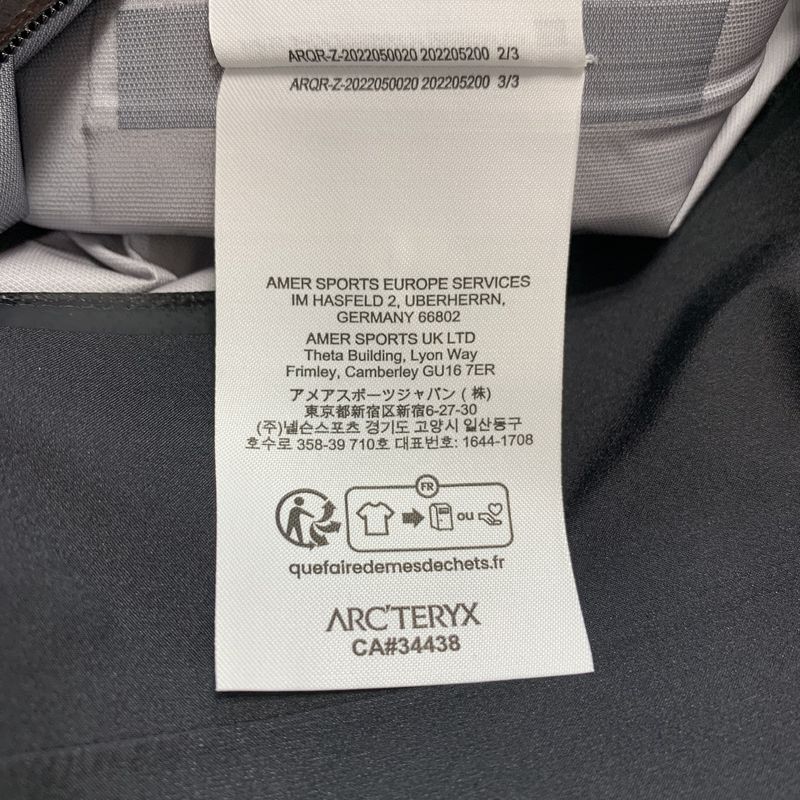 ARQR-Z-2022050020 202205200 2/3
ARQR-Z-2022050020 202205200 3/3
AMER SPORTS EUROPE SERVICES
IM HASFELD 2, UBERHERRN,
GERMANY 66802
AMER SPORTS UK LTD
Theta Building, Lyon Way
Frimley, Camberley GU16 7ER
アメアスポーツジャパン(株)
東京都新宿区新宿6-27-30
(주)넬슨스포츠 경기도 고양시 일산동구
호수로 358-39 710호 대표번호: 1644-1708
FR
ou
quefairedemesdechets.fr
ARC'TERYX
CA#34438